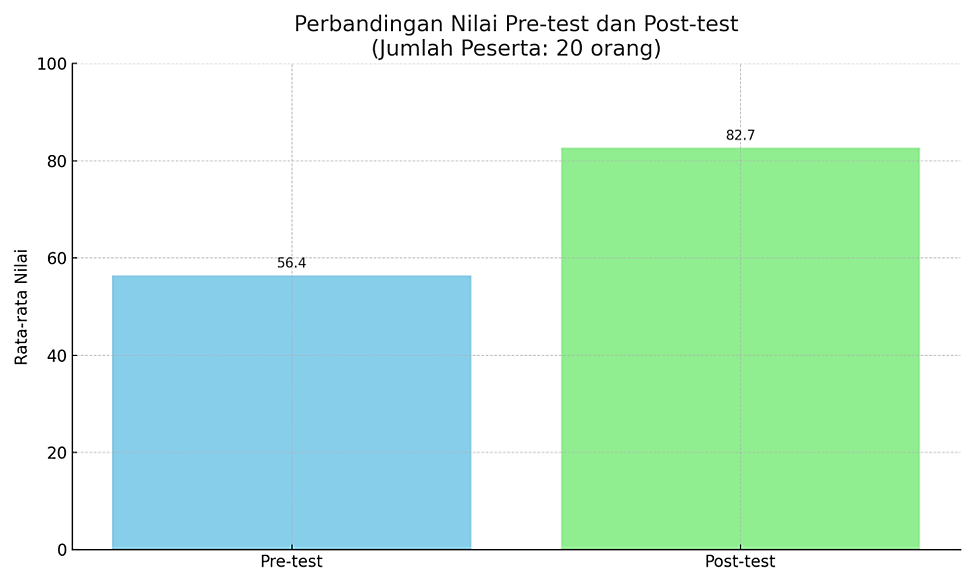 Perbandingan Nilai Pre-test dan Post-test
(Jumlah Peserta: 20 orang)
100
80
60
40
20
0
Rata-rata Nilai
56.4
82.7
Pre-test
Post-test